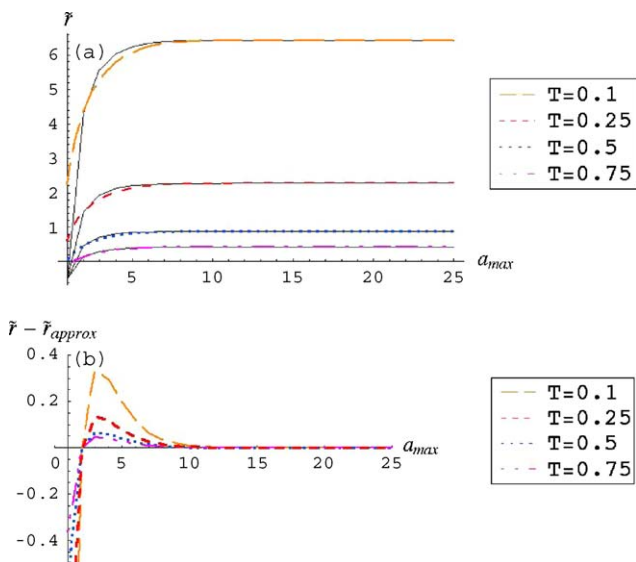 r̃
(a)
6
5
4
3
2
1
5 10 15 20 25 a_max
T=0.1
T=0.25
T=0.5
T=0.75
r̃ − r̃_approx
(b)
0.4
0.2
0 5 10 15 20 25 a_max
-0.2
-0.4
T=0.1
T=0.25
T=0.5
T=0.75